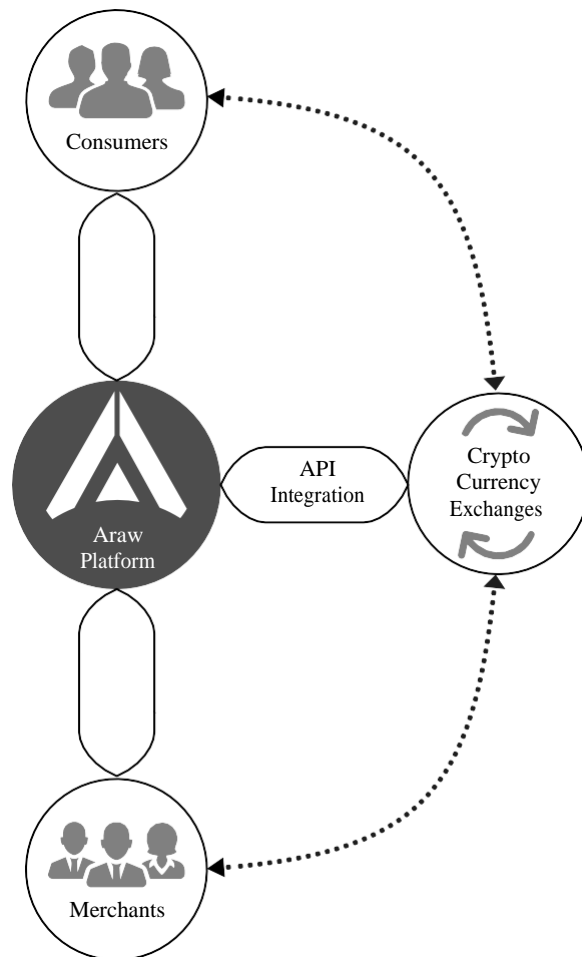 Consumers
API
Integration
Crypto
Currency
Exchanges
Araw
Platform
Merchants